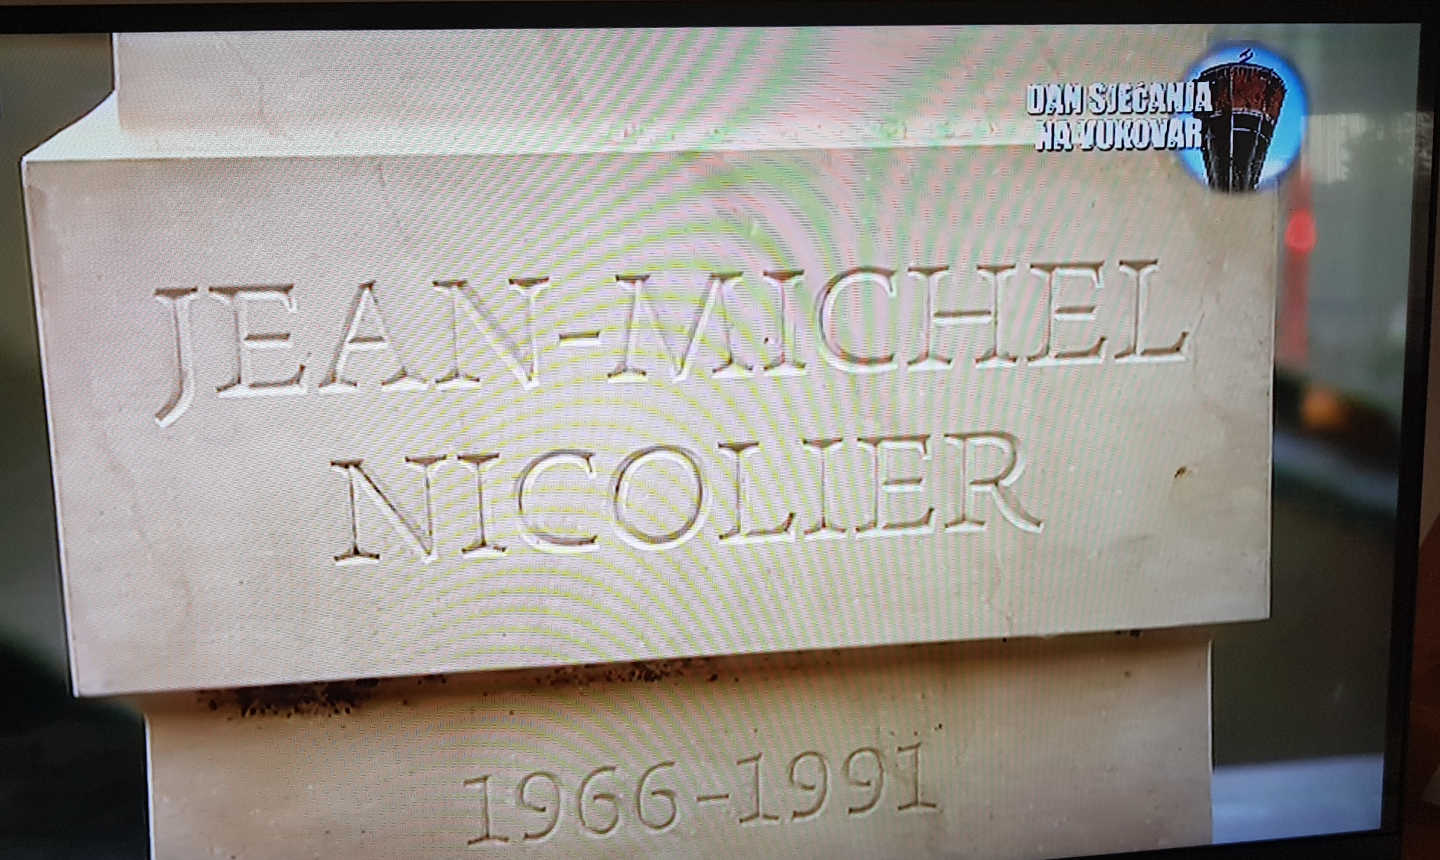 DAN SJEĆANJA
NA VUKOVAR
JEAN-MICHEL
NICOLIER
1966-1991